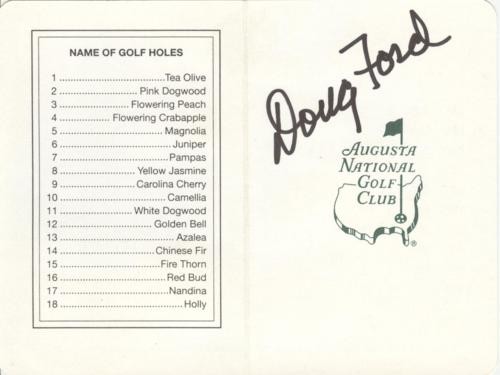 NAME OF GOLF HOLES
1 ..............................Tea Olive
2 ......................Pink Dogwood
3 ....................Flowering Peach
4 ...............Flowering Crabapple
5 ..............................Magnolia
6 .................................Juniper
7 ................................Pampas
8 .....................Yellow Jasmine
9 ......................Carolina Cherry
10 .............................Camellia
11 ......................White Dogwood
12 ..........................Golden Bell
13 .................................Azalea
14 ..........................Chinese Fir
15 ............................Fire Thorn
16 .............................Red Bud
17 ..............................Nandina
18 ...................................Holly
Doug Ford
AUGUSTA
NATIONAL
GOLF
CLUB
®